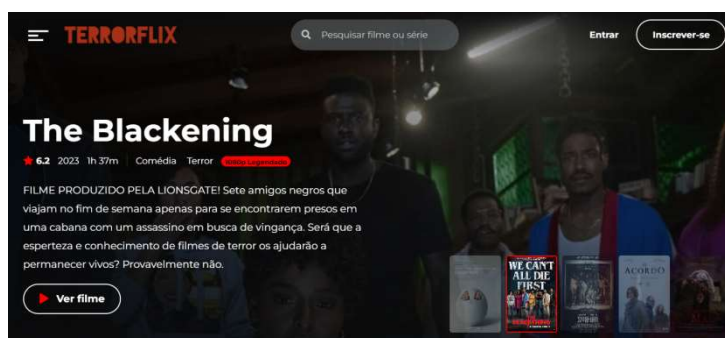 TERRORFLIX
Pesquisar filme ou série
Entrar
Inscrever-se
The Blackening
6.2 2023 1h 37m Comédia Terror 1080p Legendado
FILME PRODUZIDO PELA LIONSGATE! Sete amigos negros que
viajam no fim de semana apenas para se encontrarem presos em
uma cabana com um assassino em busca de vingança. Será que a
esperteza e conhecimento de filmes de terror os ajudarão a
permanecer vivos? Provavelmente não.
Ver filme
WE CAN'T
ALL DIE
FIRST
BLACKENING
ACORDO